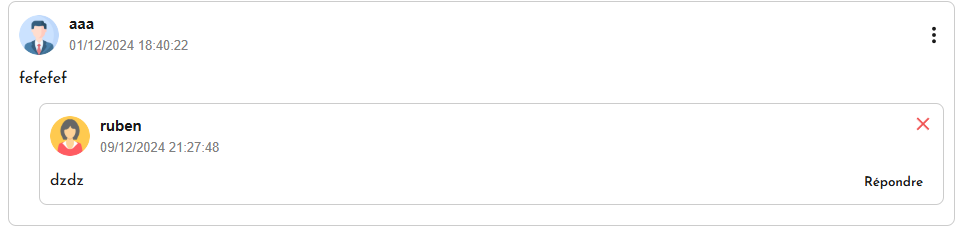 aaa
01/12/2024 18:40:22
fefefef
ruben
09/12/2024 21:27:48
dzdz
Répondre